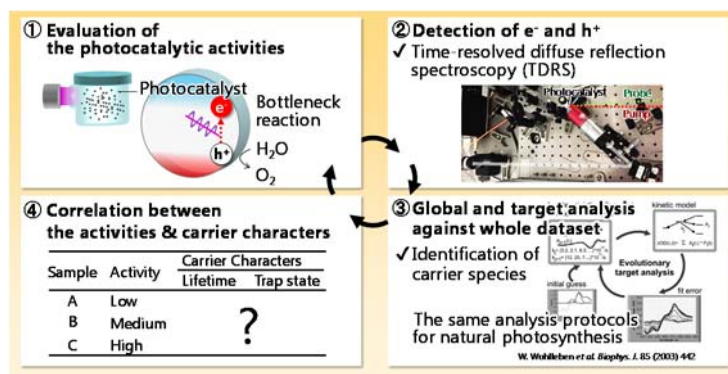 ① Evaluation of
the photocatalytic activities
Photocatalyst
e-
h+
Bottleneck
reaction
H2O
O2
② Detection of e- and h+
✓ Time-resolved diffuse reflection
spectroscopy (TDRS)
Photocatalyst
Probe
Pump
④ Correlation between
the activities & carrier characters
Sample Activity Carrier Characters
Lifetime Trap state
A Low
B Medium
C High
?
③ Global and target analysis
against whole dataset
✓ Identification of
carrier species
kinetic model
Evolutionary
target analysis
initial guess
fit error
The same analysis protocols
for natural photosynthesis
W. Wohlleben et al. Biophys. J. 85 (2003) 442